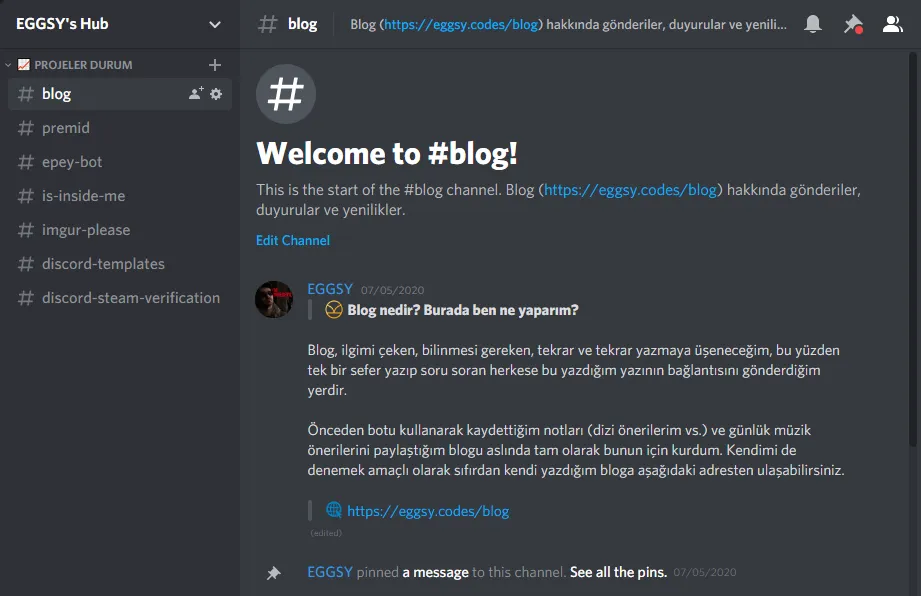 EGGSY's Hub
PROJELER DURUM
# blog
# premid
# epey-bot
# is-inside-me
# imgur-please
# discord-templates
# discord-steam-verification
# blog
Blog (https://eggsy.codes/blog) hakkında gönderiler, duyurular ve yenili...
#
Welcome to #blog!
This is the start of the #blog channel. Blog (https://eggsy.codes/blog) hakkında gönderiler,
duyurular ve yenilikler.
Edit Channel
EGGSY 07/05/2020
Blog nedir? Burada ben ne yaparım?
Blog, ilgimi çeken, bilinmesi gereken, tekrar ve tekrar yazmaya üşeneceğim, bu yüzden
tek bir sefer yazıp soru soran herkese bu yazdığım yazının bağlantısını gönderdiğim
yerdir.
Önceden botu kullanarak kaydettiğim notları (dizi önerilerim vs.) ve günlük müzik
önerilerini paylaştığım blogu aslında tam olarak bunun için kurdum. Kendimi de
denemek amaçlı olarak sıfırdan kendi yazdığım bloga aşağıdaki adresten ulaşabilirsiniz.
https://eggsy.codes/blog
(edited)
EGGSY pinned a message to this channel. See all the pins. 07/05/2020